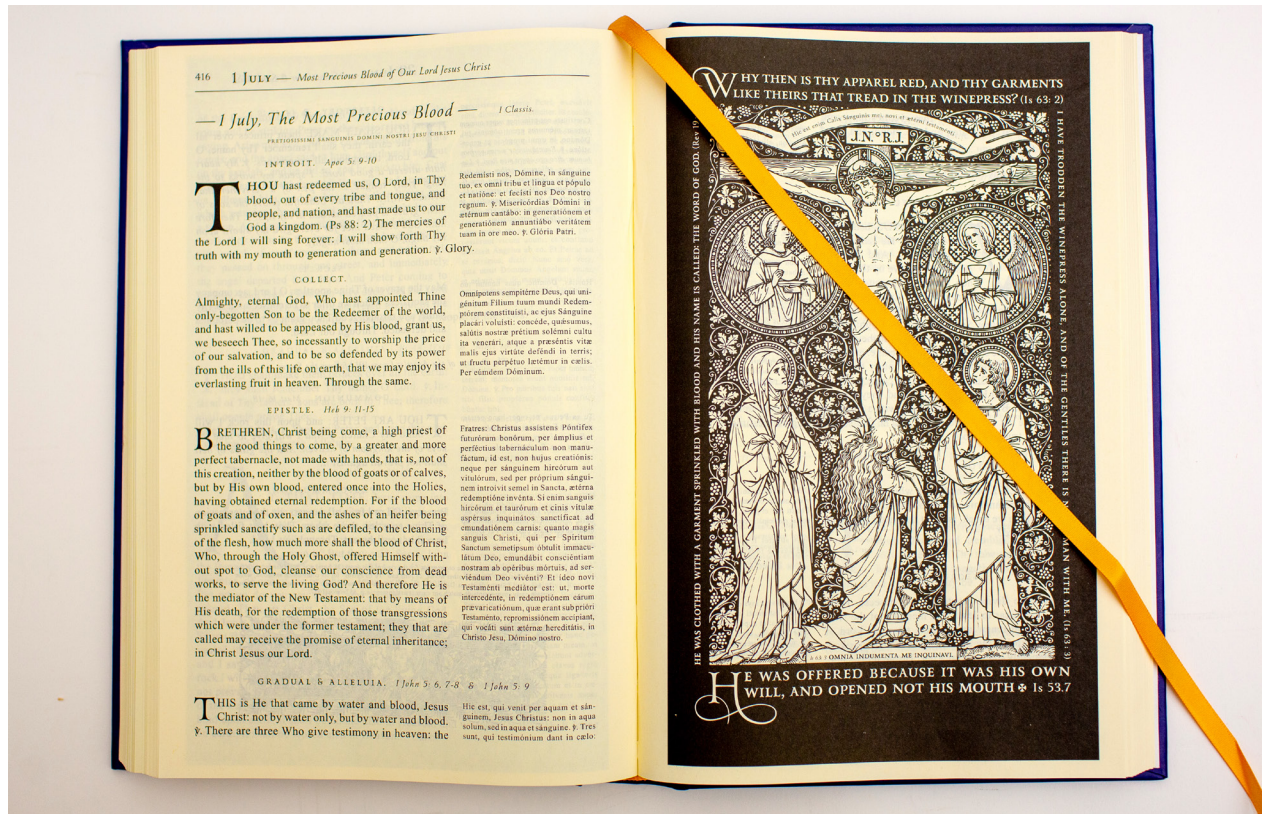 416 1 JULY — Most Precious Blood of Our Lord Jesus Christ
— 1 July, The Most Precious Blood — 1 Classis.
PRETIOSISSIMI SANGUINIS DOMINI NOSTRI JESU CHRISTI
INTROIT. Apoc 5: 9-10
THOU hast redeemed us, O Lord, in Thy
blood, out of every tribe and tongue, and
people, and nation, and hast made us to our
God a kingdom. (Ps 88: 2) The mercies of
the Lord I will sing forever: I will show forth Thy
truth with my mouth to generation and generation. ℣. Glory.
Redemísti nos, Dómine, in sánguine
tuo, ex omni tribu et lingua et pópulo
et natióne: et fecísti nos Deo nostro
regnum. ℣. Misericórdias Dómini in
ætérnum cantábo: in generatiónem et
generatiónem annuntiábo veritátem
tuam in ore meo. ℣. Glória Patri.
COLLECT.
Almighty, eternal God, Who hast appointed Thine
only-begotten Son to be the Redeemer of the world,
and hast willed to be appeased by His blood, grant us,
we beseech Thee, so incessantly to worship the price
of our salvation, and to be so defended by its power
from the ills of this life on earth, that we may enjoy its
everlasting fruit in heaven. Through the same.
Omnípotens sempitérne Deus, qui uni-
génitum Fílium tuum mundi Redem-
ptórem constituísti, ac ejus Sánguine
placári voluísti: concéde, quǽsumus,
salútis nostræ prétium solémni cultu
ita venerári, atque a præséntis vitæ
malis ejus virtúte deféndi in terris;
ut fructu perpétuo lætémur in cælis.
Per eúmdem Dóminum.
EPISTLE. Heb 9: 11-15
BRETHREN, Christ being come, a high priest of
the good things to come, by a greater and more
perfect tabernacle, not made with hands, that is, not of
this creation, neither by the blood of goats or of calves,
but by His own blood, entered once into the Holies,
having obtained eternal redemption. For if the blood
of goats and of oxen, and the ashes of an heifer being
sprinkled sanctify such as are defiled, to the cleansing
of the flesh, how much more shall the blood of Christ,
Who, through the Holy Ghost, offered Himself with-
out spot to God, cleanse our conscience from dead
works, to serve the living God? And therefore He is
the mediator of the New Testament: that by means of
His death, for the redemption of those transgressions
which were under the former testament; they that are
called may receive the promise of eternal inheritance;
in Christ Jesus our Lord.
Fratres: Christus assístens Póntifex
futurórum bonórum, per ámplius et
perféctius tabernáculum non manu-
fáctum, id est, non hujus creatiónis:
neque per sánguinem hircórum aut
vitulórum, sed per próprium sángui-
nem introívit semel in Sancta, ætérna
redemptióne invénta. Si enim sanguis
hircórum et taurórum et cinis vítulæ
aspérsus inquinátos sanctíficat ad
emundatiónem carnis: quanto magis
sanguis Christi, qui per Spíritum
Sanctum semetípsum óbtulit immacu-
látum Deo, emundábit consciéntiam
nostram ab opéribus mórtuis, ad ser-
viéndum Deo vivénti? Et ídeo novi
Testaménti mediátor est: ut, morte
intercedénte, in redemptiónem eárum
prævaricatiónum, quæ erant sub prióri
Testaménto, repromissiónem accípiant,
qui vocáti sunt ætérnæ hereditátis, in
Christo Jesu, Dómino nostro.
GRADUAL & ALLELUIA. 1 John 5: 6, 7-8 & 1 John 5: 9
THIS is He that came by water and blood, Jesus
Christ: not by water only, but by water and blood.
℣. There are three Who give testimony in heaven: the
Hic est, qui venit per aquam et sán-
guinem, Jesus Christus: non in aqua
solum, sed in aqua et sánguine. ℣. Tres
sunt, qui testimónium dant in cælo:
WHY THEN IS THY APPAREL RED, AND THY GARMENTS
LIKE THEIRS THAT TREAD IN THE WINEPRESS? (Is 63: 2)
Hic est enim Calix Sánguinis mei, novi et ætérni testaménti
J.N.R.J.
HE WAS CLOTHED WITH A GARMENT SPRINKLED WITH BLOOD AND HIS NAME IS CALLED: THE WORD OF GOD. (Rev 19
I HAVE TRODDEN THE WINEPRESS ALONE, AND OF THE GENTILES THERE IS MAN WITH ME. (Is 63: 3)
OMNIA INDUMENTA ME INQUINAVI.
HE WAS OFFERED BECAUSE IT WAS HIS OWN
WILL, AND OPENED NOT HIS MOUTH ✠ Is 53.7